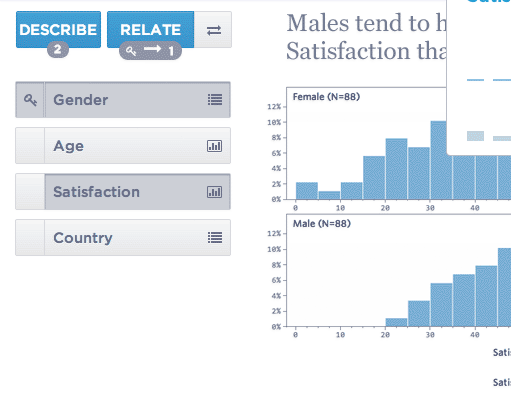 DESCRIBE
2
RELATE
1
Gender
Age
Satisfaction
Country
Males tend to
Satisfaction
Female (N=88)
12%
10%
8%
6%
4%
2%
0%
0 10 20 30 40
Male (N=88)
12%
10%
8%
6%
4%
2%
0%
0 10 20 30 40